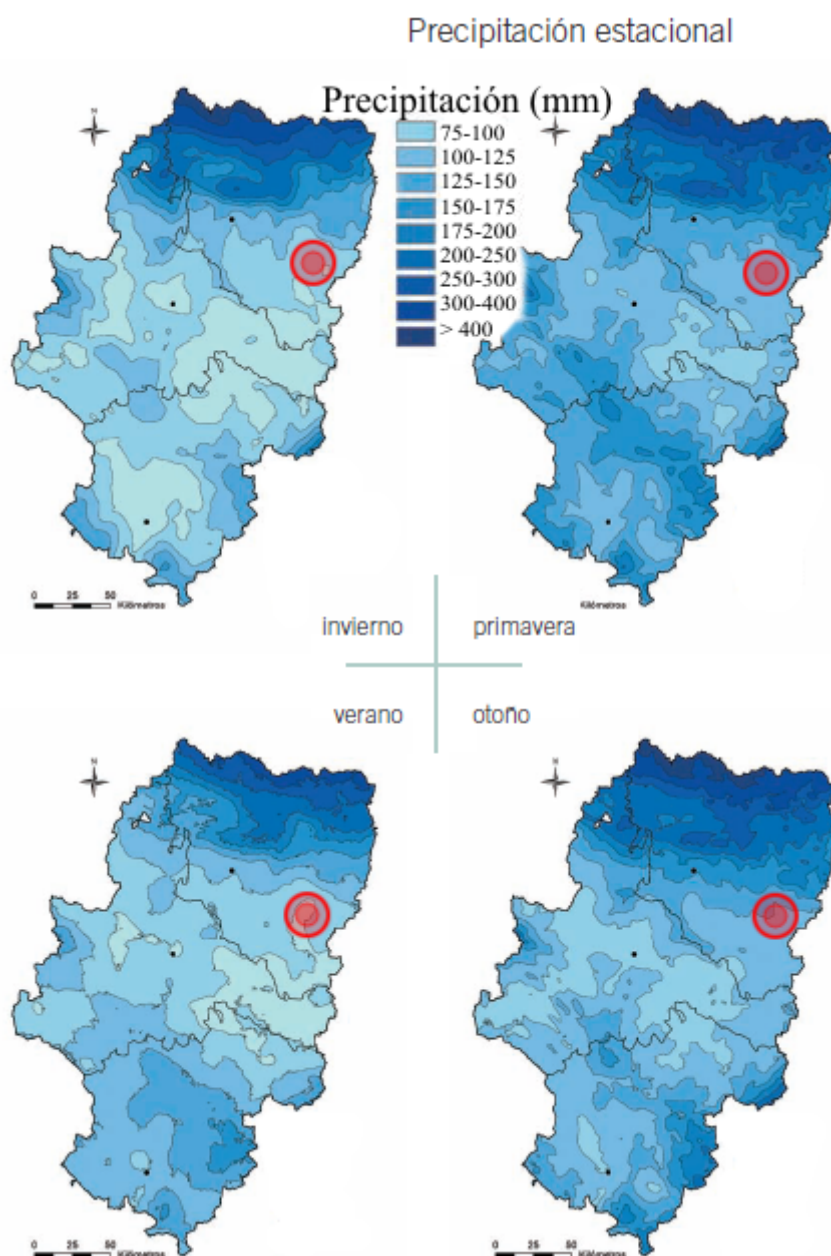 Precipitación estacional
Precipitación (mm)
N
N
75-100
100-125
125-150
150-175
175-200
200-250
250-300
300-400
> 400
0 25 50
Kilómetros
Kilómetros
invierno
primavera
verano
otoño
N
N
0 25 50
Kilómetros
0 25 50
Kilómetros